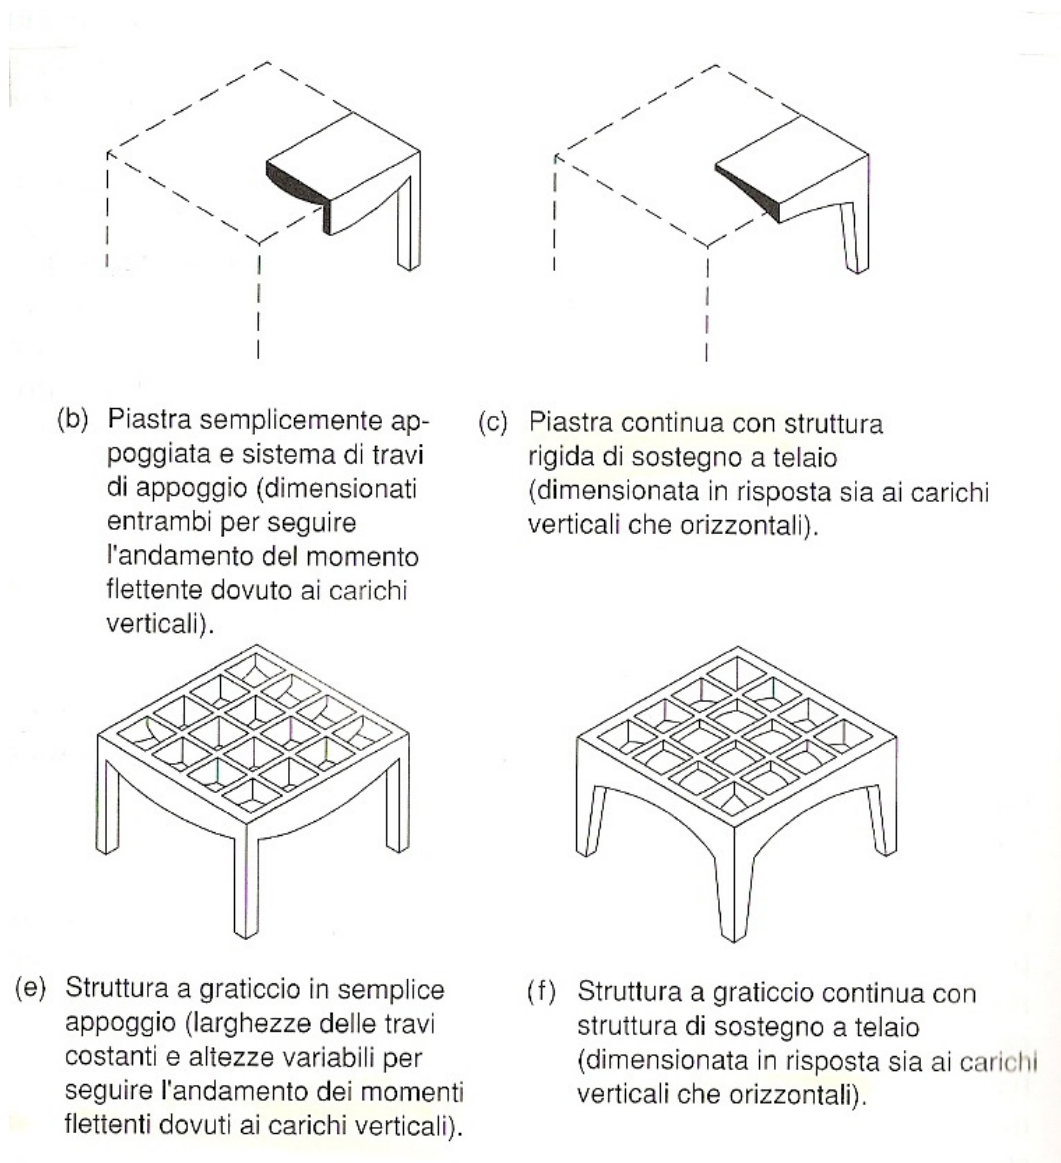 (b) Piastra semplicemente ap-
poggiata e sistema di travi
di appoggio (dimensionati
entrambi per seguire
l'andamento del momento
flettente dovuto ai carichi
verticali).
(c) Piastra continua con struttura
rigida di sostegno a telaio
(dimensionata in risposta sia ai carichi
verticali che orizzontali).
(e) Struttura a graticcio in semplice
appoggio (larghezze delle travi
costanti e altezze variabili per
seguire l'andamento dei momenti
flettenti dovuti ai carichi verticali).
(f) Struttura a graticcio continua con
struttura di sostegno a telaio
(dimensionata in risposta sia ai carichi
verticali che orizzontali).